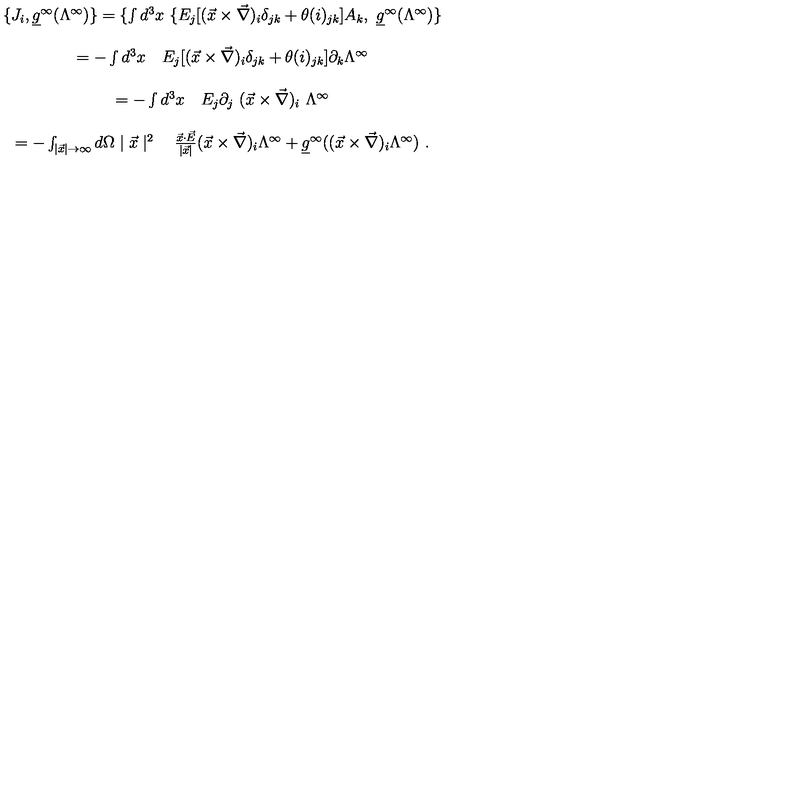 \{J_i, \underline{g}^\infty(\Lambda^\infty)\} = \{\int d^3x \ \{E_j[(\vec{x} \times \vec{\nabla})_i \delta_{jk} + \theta(i)_{jk}]A_k, \ \underline{g}^\infty(\Lambda^\infty)\}
= -\int d^3x \quad E_j[(\vec{x} \times \vec{\nabla})_i \delta_{jk} + \theta(i)_{jk}]\partial_k \Lambda^\infty
= -\int d^3x \quad E_j \partial_j \ (\vec{x} \times \vec{\nabla})_i \ \Lambda^\infty
= -\int_{|\vec{x}| \to \infty} d\Omega \mid \vec{x} \mid^2 \quad \frac{\vec{x} \cdot \vec{E}}{|\vec{x}|} (\vec{x} \times \vec{\nabla})_i \Lambda^\infty + \underline{g}^\infty((\vec{x} \times \vec{\nabla})_i \Lambda^\infty) \ .